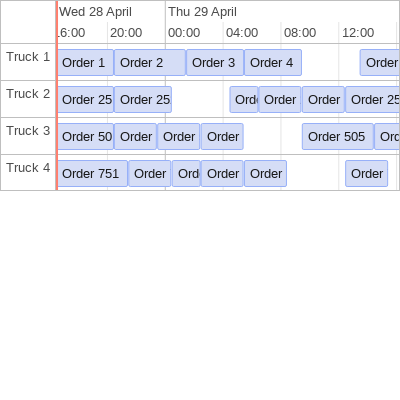 Wed 28 April Thu 29 April
16:00 20:00 00:00 04:00 08:00 12:00
Truck 1 Order 1 Order 2 Order 3 Order 4 Order
Truck 2 Order 25 Order 25 Ord Order Order Order 25
Truck 3 Order 50 Order Order Order Order 505 Ord
Truck 4 Order 751 Order Ord Order Order Order